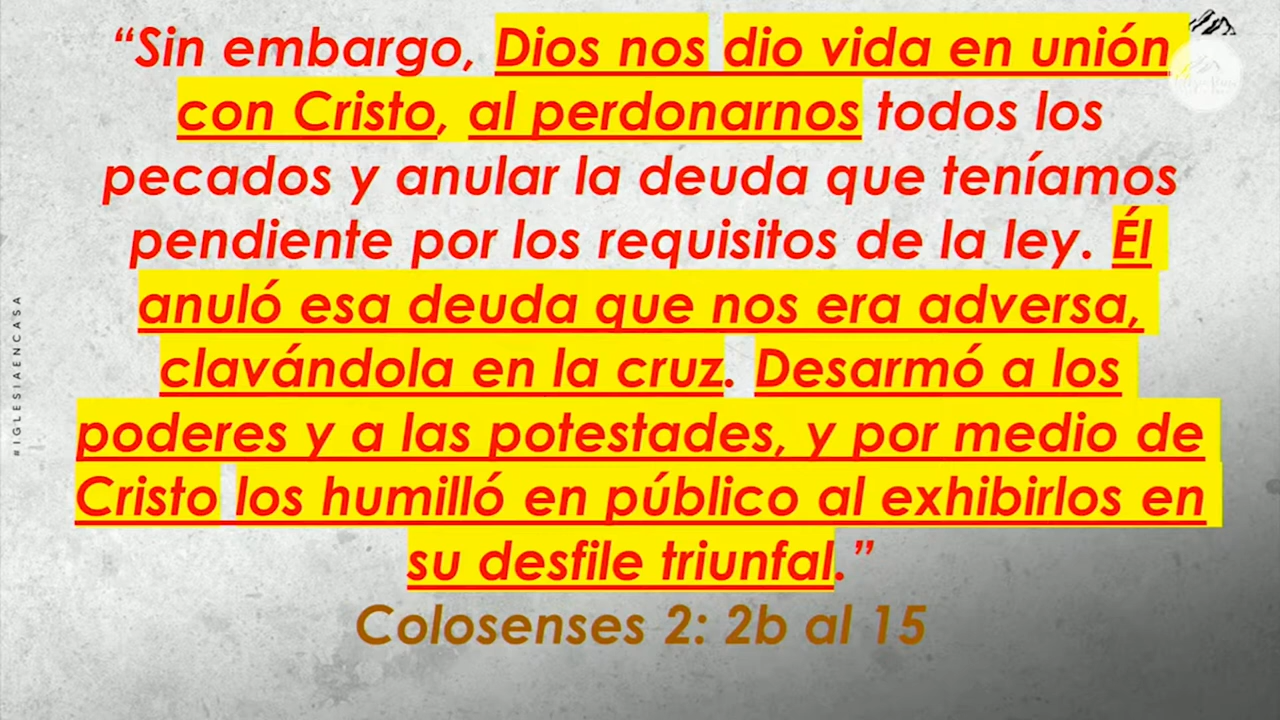 “Sin embargo, Dios nos dio vida en unión
con Cristo, al perdonarnos todos los
pecados y anular la deuda que teníamos
pendiente por los requisitos de la ley. Él
anuló esa deuda que nos era adversa,
clavándola en la cruz. Desarmó a los
poderes y a las potestades, y por medio de
Cristo los humilló en público al exhibirlos en
su desfile triunfal.”
Colosenses 2: 2b al 15
#IGLESIAENCASA